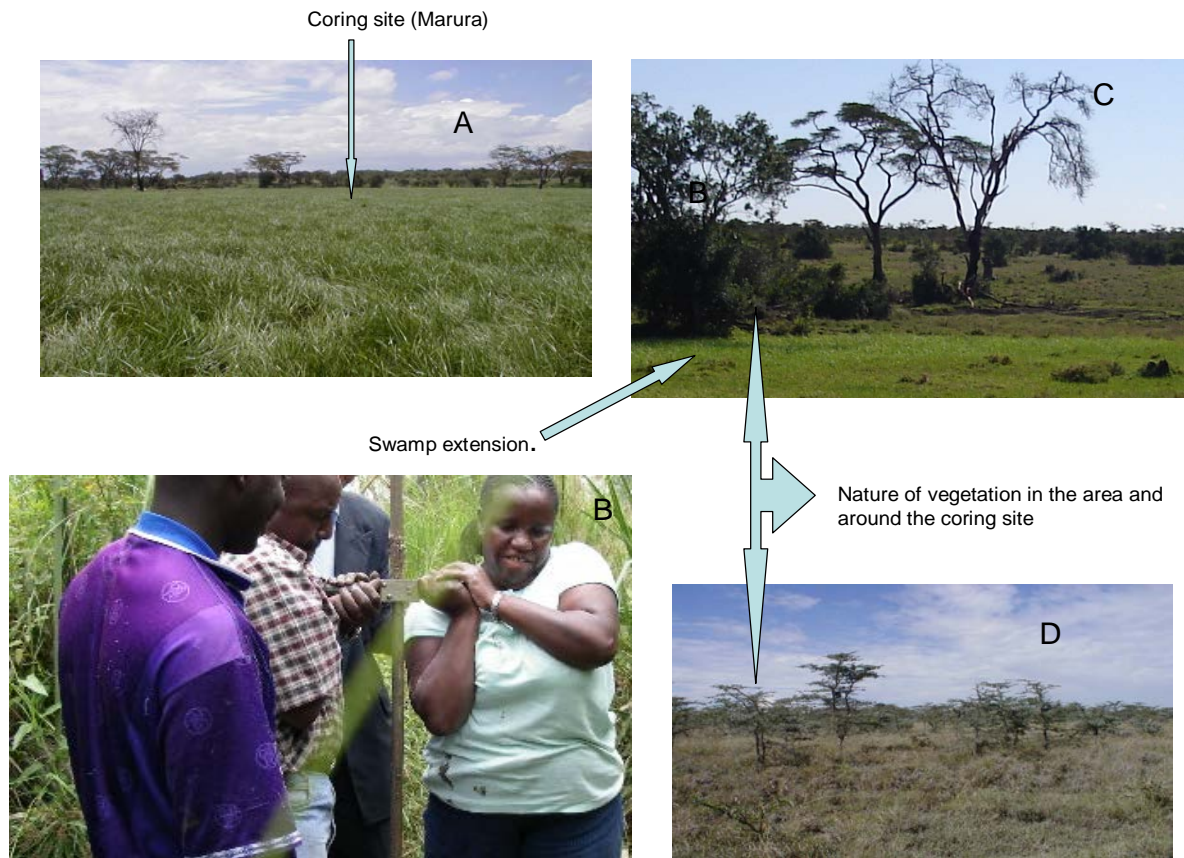 Coring site (Marura)
A
C
B
Swamp extension.
B
Nature of vegetation in the area and
around the coring site
D